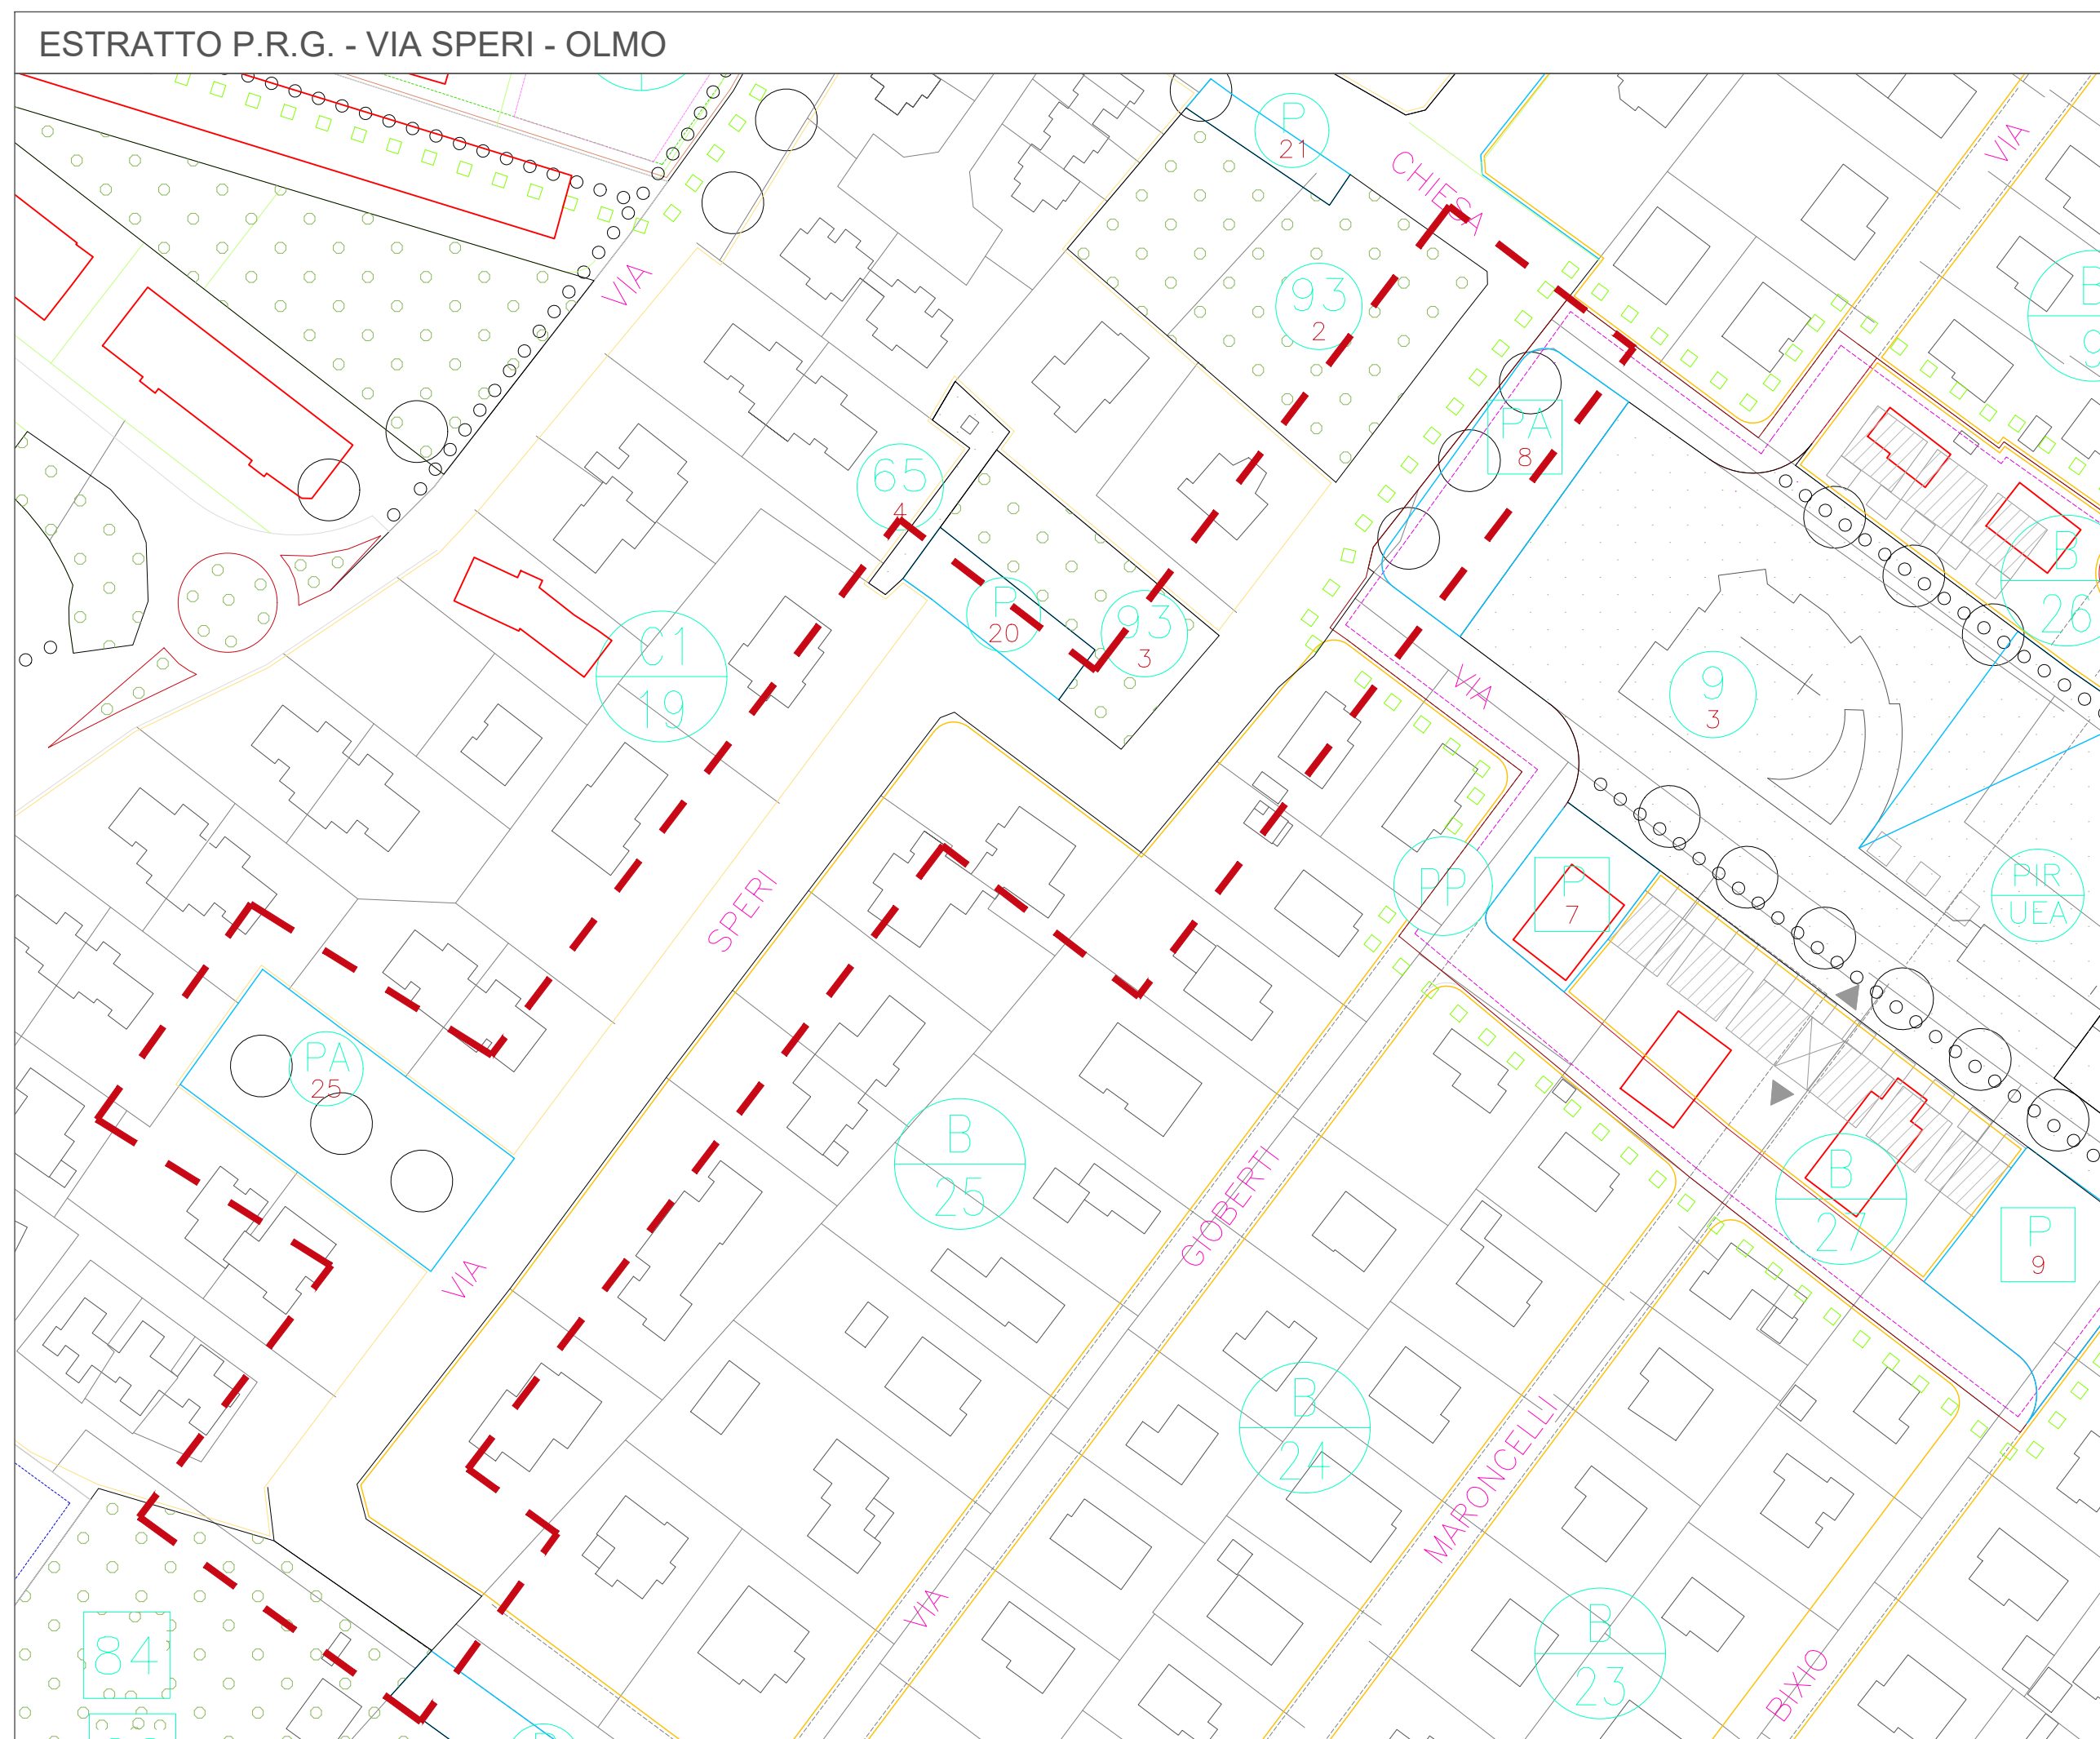 ESTRATTO P.R.G. - VIA SPERI - OLMO
P
21
CHIESA
VIA
93
2
VIA
PA
8
65
4
B
26
P
20
93
3
C1
19
VIA
9
3
PP
P
7
PIR
UEA
SPERI
PA
25
B
25
B
27
P
9
GIOBERTI
VIA
B
24
MARONCELLI
VIA
B
23
BIXIO
84